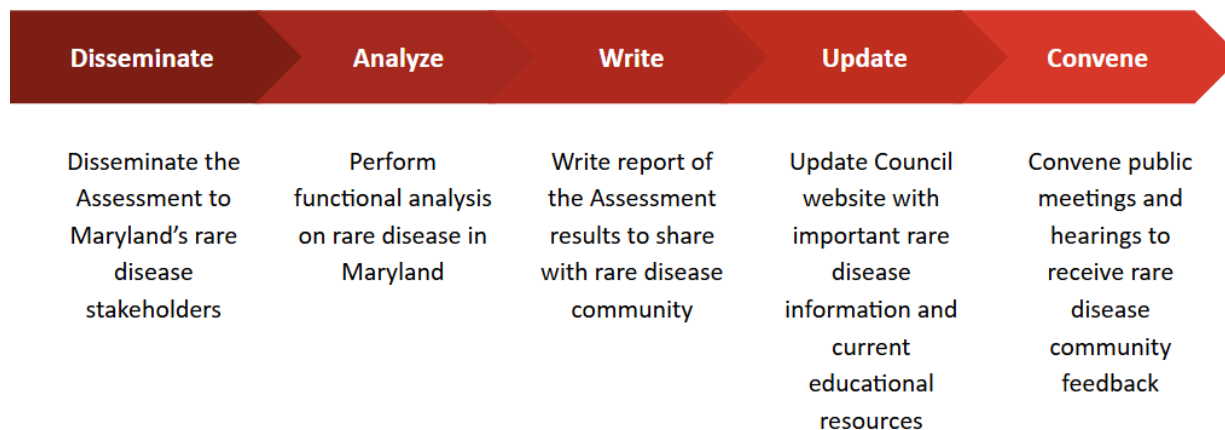 Disseminate
Analyze
Write
Update
Convene
Disseminate the
Assessment to
Maryland's rare
disease
stakeholders
Perform
functional analysis
on rare disease in
Maryland
Write report of
the Assessment
results to share
with rare disease
community
Update Council
website with
important rare
disease
information and
current
educational
resources
Convene public
meetings and
hearings to
receive rare
disease
community
feedback